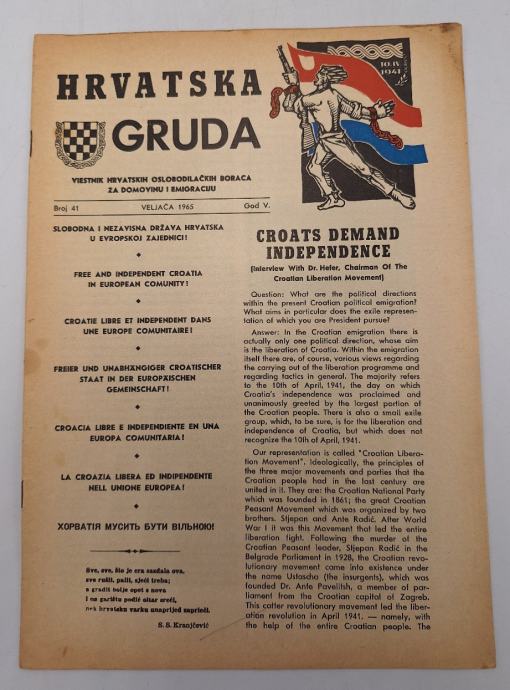 HRVATSKA
GRUDA
10.IV
1941
VIESTNIK HRVATSKIH OSLOBODILAČKIH BORACA
ZA DOMOVINU I EMIGRACIJU
Broj 41 VELJAČA 1965 God V.
SLOBODNA I NEZAVISNA DRŽAVA HRVATSKA
U EVROPSKOJ ZAJEDNICI!
FREE AND INDEPENDENT CROATIA
IN EUROPEAN COMUNITY!
CROATIE LIBRE ET INDEPENDENT DANS
UNE EUROPE COMUNITAIRE!
FREIER UND UNABHÄNGIGER CROATISCHER
STAAT IN DER EUROPÄISCHEN
GEMEINSCHAFT!
CROACIA LIBRE E INDEPENDIENTE EN UNA
EUROPA COMUNITARIA!
LA CROAZIA LIBERA ED INDIPENDENTE
NELL UNIONE EUROPEA!
ХОРВАТІЯ МУСИТЬ БУТИ ВІЛЬНОЮ!
Sve, sve, što je era sazdala ova,
sve rušit, palit, sjeći treba;
a gradit bolje opet s nova
I na garištu podić oltar sreći,
nek hrvatsku varku unaprijed sapriječi.
S. S. Kranjčević
CROATS DEMAND
INDEPENDENCE
(Interview With Dr. Hefer, Chairman Of The
Croatian Liberation Movement)
Question: What are the political directions
within the present Croatian political emigration?
What aims in particular does the exile represen-
tation of which you are President pursue?
Answer: In the Croatian emigration there is
actually only one political direction, whose aim
is the liberation of Croatia. Within the emigration
itself there are, of course, various views regarding
the carrying out of the liberation programme and
regarding tactics in general. The majority refers
to the 10th of April, 1941, the day on which
Croatia's independence was proclaimed and
unanimously greeted by the largest portion of
the Croatian people. There is also a small exile
group, which, to be sure, is for the liberation and
independence of Croatia, but which does not
recognize the 10th of April, 1941.
Our representation is called "Croatian Libera-
tion Movement". Ideologically, the principles of
the three major movements and parties that the
Croatian people had in the last century are
united in it. They are: the Croatian National Party
which was founded in 1861; the great Croatian
Peasant Movement which was organized by two
brothers. Stjepan and Ante Radić. After World
War I it was this Movement that led the entire
liberation fight. Following the murder of the
Croatian Peasant leader, Stjepan Radić in the
Belgrade Parliament in 1928, the Croatian revo-
lutionary movement came into existence under
the name Ustascha (the insurgents), which was
founded Dr. Ante Pavelitsh, a member of par-
liament from the Croatian capital of Zagreb.
This catter revolutionary movement led the liber-
ation revolution in April 1941. — namely, with
the help of the entire Croatian people. The